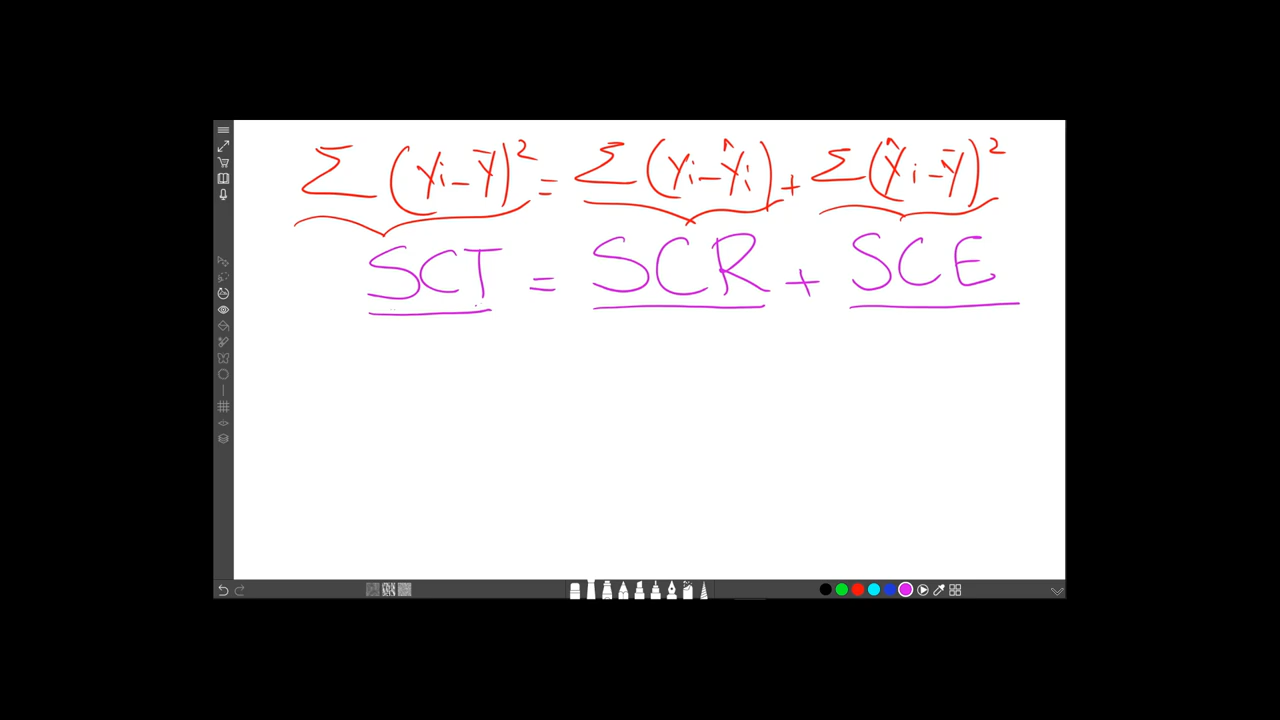 Σ (yi - ȳ)² = Σ (yi - ŷi) + Σ (ŷi - ȳ)²
SCT = SCR + SCE